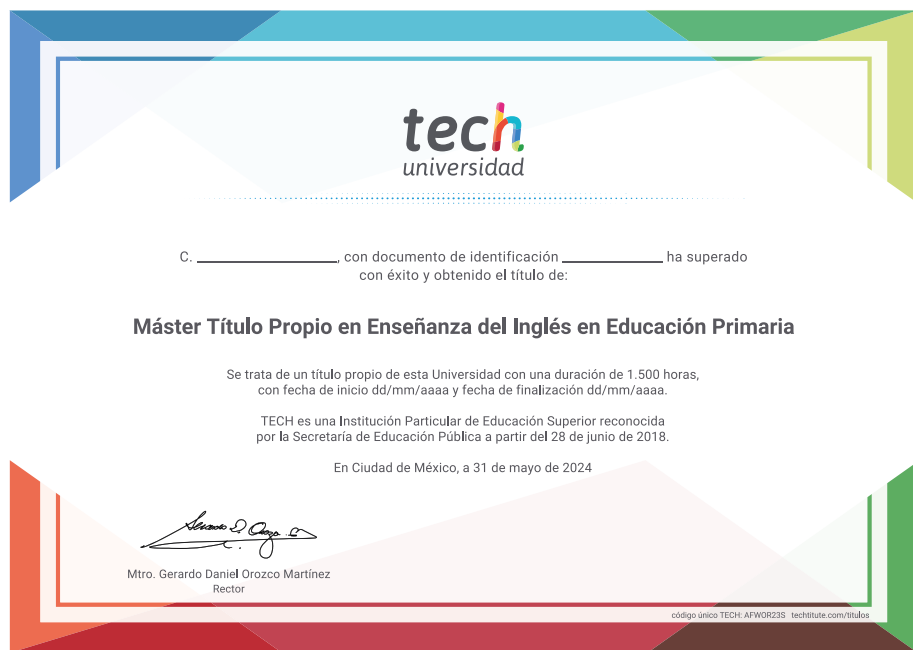 tech
universidad
C. ____________________, con documento de identificación ______________ ha superado
con éxito y obtenido el título de:
Máster Título Propio en Enseñanza del Inglés en Educación Primaria
Se trata de un título propio de esta Universidad con una duración de 1.500 horas,
con fecha de inicio dd/mm/aaaa y fecha de finalización dd/mm/aaaa.
TECH es una Institución Particular de Educación Superior reconocida
por la Secretaría de Educación Pública a partir del 28 de junio de 2018.
En Ciudad de México, a 31 de mayo de 2024
Mtro. Gerardo Daniel Orozco Martínez
Rector
código único TECH: AFWOR23S techtitute.com/titulos